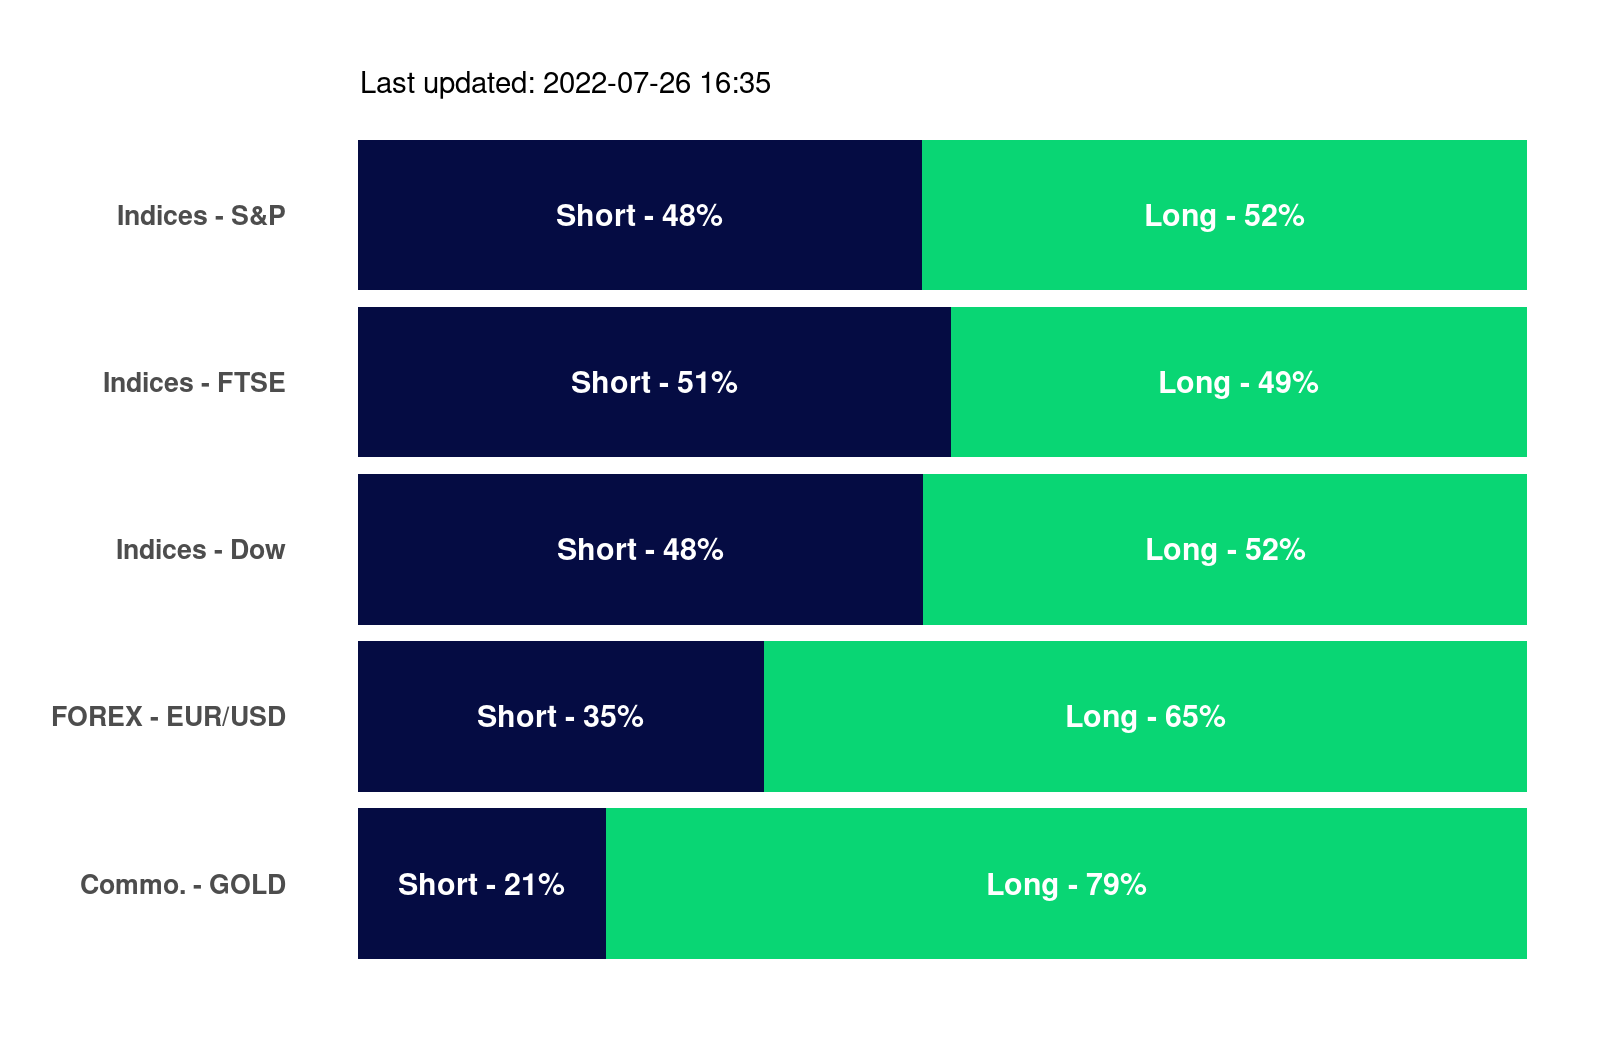 Last updated: 2022-07-26 16:35
Indices - S&P Short - 48% Long - 52%
Indices - FTSE Short - 51% Long - 49%
Indices - Dow Short - 48% Long - 52%
FOREX - EUR/USD Short - 35% Long - 65%
Commo. - GOLD Short - 21% Long - 79%